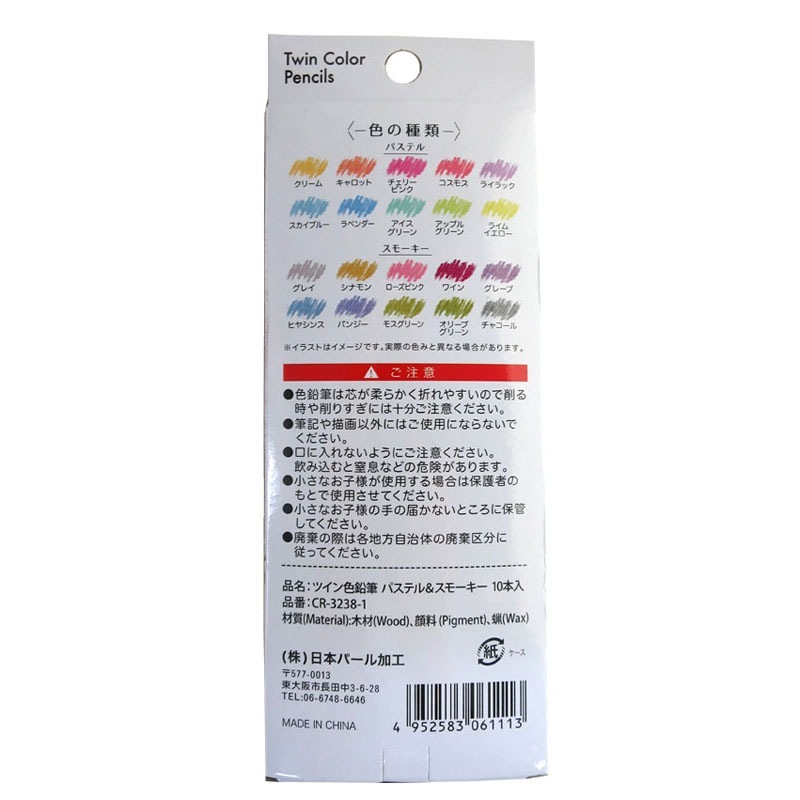 Twin Color
Pencils
〈-色の種類-〉
パステル
クリーム キャロット チェリーピンク コスモス ライラック
スカイブルー ラベンダー アイスグリーン アップルグリーン ライムイエロー
スモーキー
グレイ シナモン ローズピンク ワイン グレープ
ヒヤシンス パンジー モスグリーン オリーブグリーン チャコール
※イラストはイメージです。実際の色みと異なる場合があります。
ご注意
●色鉛筆は芯が柔らかく折れやすいので削る
時や削りすぎには十分ご注意ください。
●筆記や描画以外にはご使用にならないで
ください。
●口に入れないようにご注意ください。
飲み込むと窒息などの危険があります。
●小さなお子様が使用する場合は保護者の
もとで使用させてください。
●小さなお子様の手の届かないところに保管
してください。
●廃棄の際は各地方自治体の廃棄区分に
従ってください。
品名:ツイン色鉛筆 パステル&スモーキー 10本入
品番:CR-3238-1
材質(Material):木材(Wood)、顔料(Pigment)、蝋(Wax)
(株)日本パール加工
〒577-0013
東大阪市長田中3-6-28
TEL:06-6748-6646
MADE IN CHINA
紙 ケース
4 952583 061113